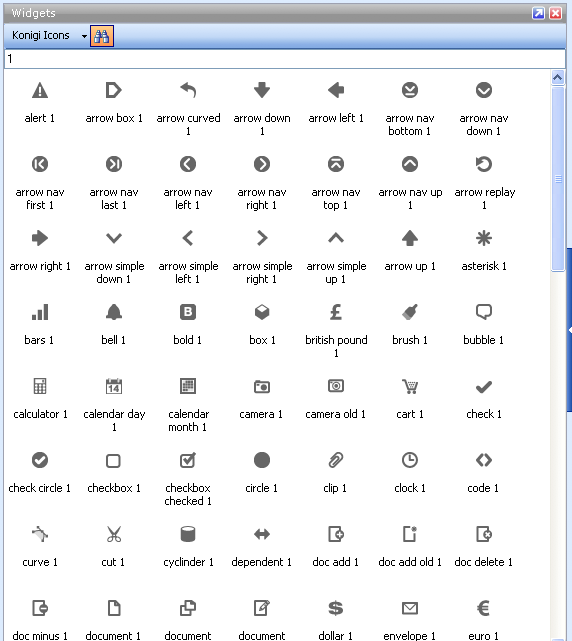 Widgets
Konigi Icons
1
alert 1 arrow box 1 arrow curved 1 arrow down 1 arrow left 1 arrow nav bottom 1 arrow nav down 1
arrow nav first 1 arrow nav last 1 arrow nav left 1 arrow nav right 1 arrow nav top 1 arrow nav up 1 arrow replay 1
arrow right 1 arrow simple down 1 arrow simple left 1 arrow simple right 1 arrow simple up 1 arrow up 1 asterisk 1
B £
bars 1 bell 1 bold 1 box 1 british pound 1 brush 1 bubble 1
14
calculator 1 calendar day 1 calendar month 1 camera 1 camera old 1 cart 1 check 1
check circle 1 checkbox 1 checkbox checked 1 circle 1 clip 1 clock 1 code 1
curve 1 cut 1 cyclinder 1 dependent 1 doc add 1 doc add old 1 doc delete 1
$ €
doc minus 1 document 1 document document dollar 1 envelope 1 euro 1